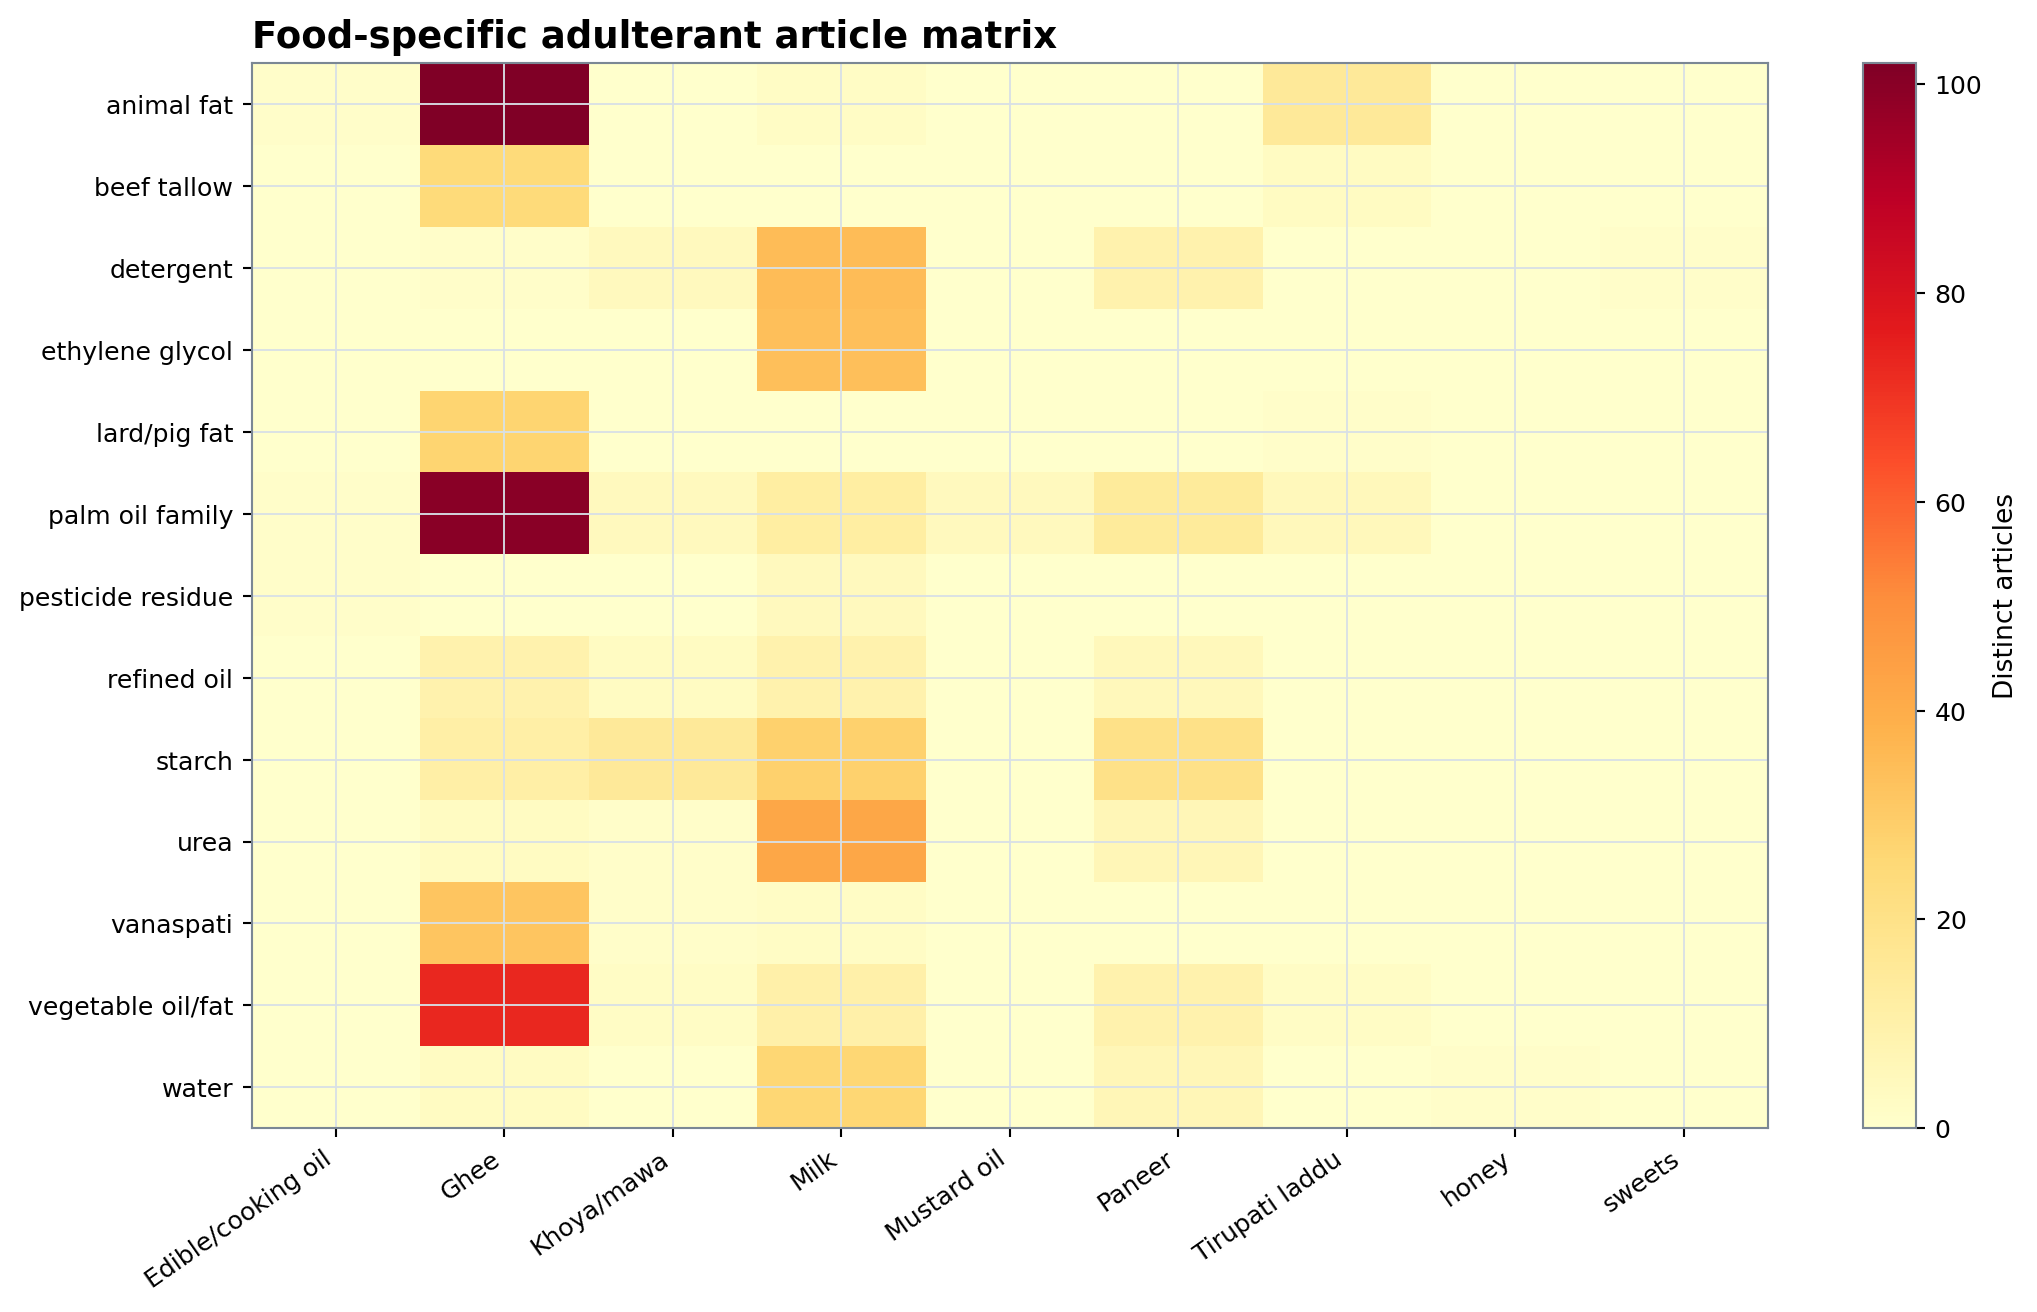 Food-specific adulterant article matrix
animal fat
beef tallow
detergent
ethylene glycol
lard/pig fat
palm oil family
pesticide residue
refined oil
starch
urea
vanaspati
vegetable oil/fat
water
Edible/cooking oil
Ghee
Khoya/mawa
Milk
Mustard oil
Paneer
Tirupati laddu
honey
sweets
100
80
60
40
20
0
Distinct articles